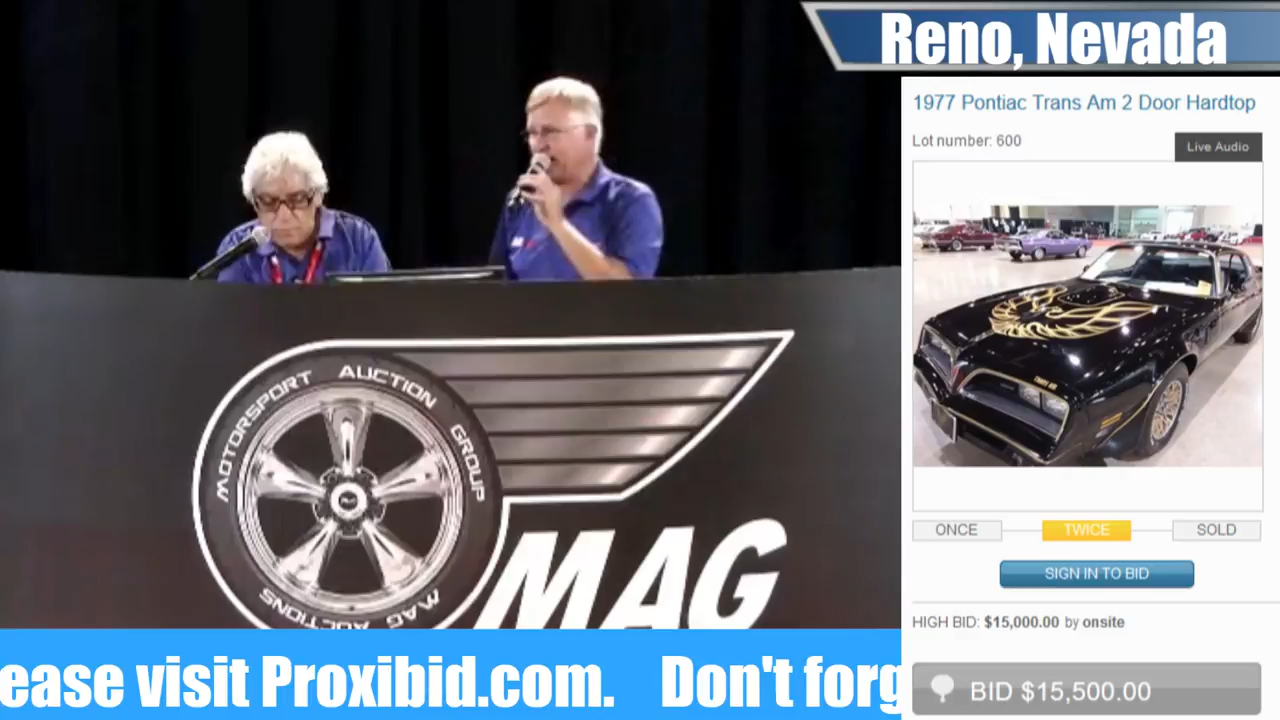 Reno, Nevada
1977 Pontiac Trans Am 2 Door Hardtop
Lot number: 600
Live Audio
MOTORSPORT AUCTION GROUP
MAG AUCTIONS
MAG
ONCE
TWICE
SOLD
SIGN IN TO BID
HIGH BID: $15,000.00 by onsite
BID $15,500.00
ease visit Proxibid.com. Don't forg